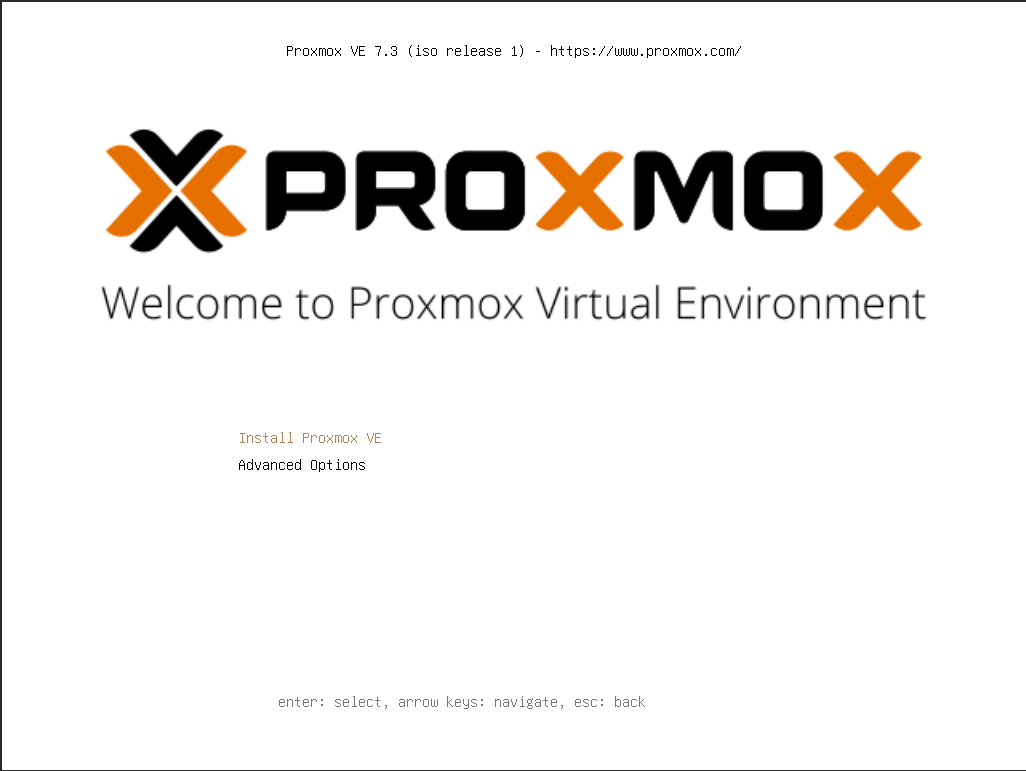 Proxmox VE 7.3 (iso release 1) - https://www.proxmox.com/
PROXMOX
Welcome to Proxmox Virtual Environment
Install Proxmox VE
Advanced Options
enter: select, arrow keys: navigate, esc: back